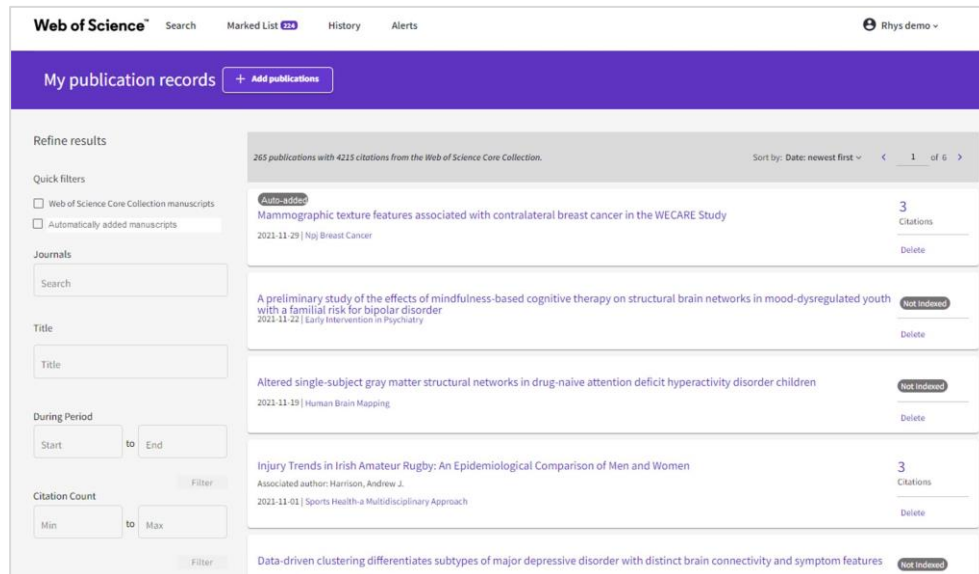 Web of Science™ Search Marked List 224 History Alerts Rhys demo
My publication records + Add publications
Refine results
Quick filters
Web of Science Core Collection manuscripts
Automatically added manuscripts
Journals
Search
Title
Title
During Period
Start to End
Filter
Citation Count
Min to Max
Filter
265 publications with 4215 citations from the Web of Science Core Collection. Sort by: Date: newest first < 1 of 6 >
Auto-added
Mammographic texture features associated with contralateral breast cancer in the WECARE Study
2021-11-29 | Npj Breast Cancer
3
Citations
Delete
A preliminary study of the effects of mindfulness-based cognitive therapy on structural brain networks in mood-dysregulated youth
with a familial risk for bipolar disorder
2021-11-22 | Early Intervention in Psychiatry
Not Indexed
Delete
Altered single-subject gray matter structural networks in drug-naive attention deficit hyperactivity disorder children
2021-11-19 | Human Brain Mapping
Not Indexed
Delete
Injury Trends in Irish Amateur Rugby: An Epidemiological Comparison of Men and Women
Associated author: Harrison, Andrew J.
2021-11-01 | Sports Health-a Multidisciplinary Approach
3
Citations
Delete
Data-driven clustering differentiates subtypes of major depressive disorder with distinct brain connectivity and symptom features
Not Indexed